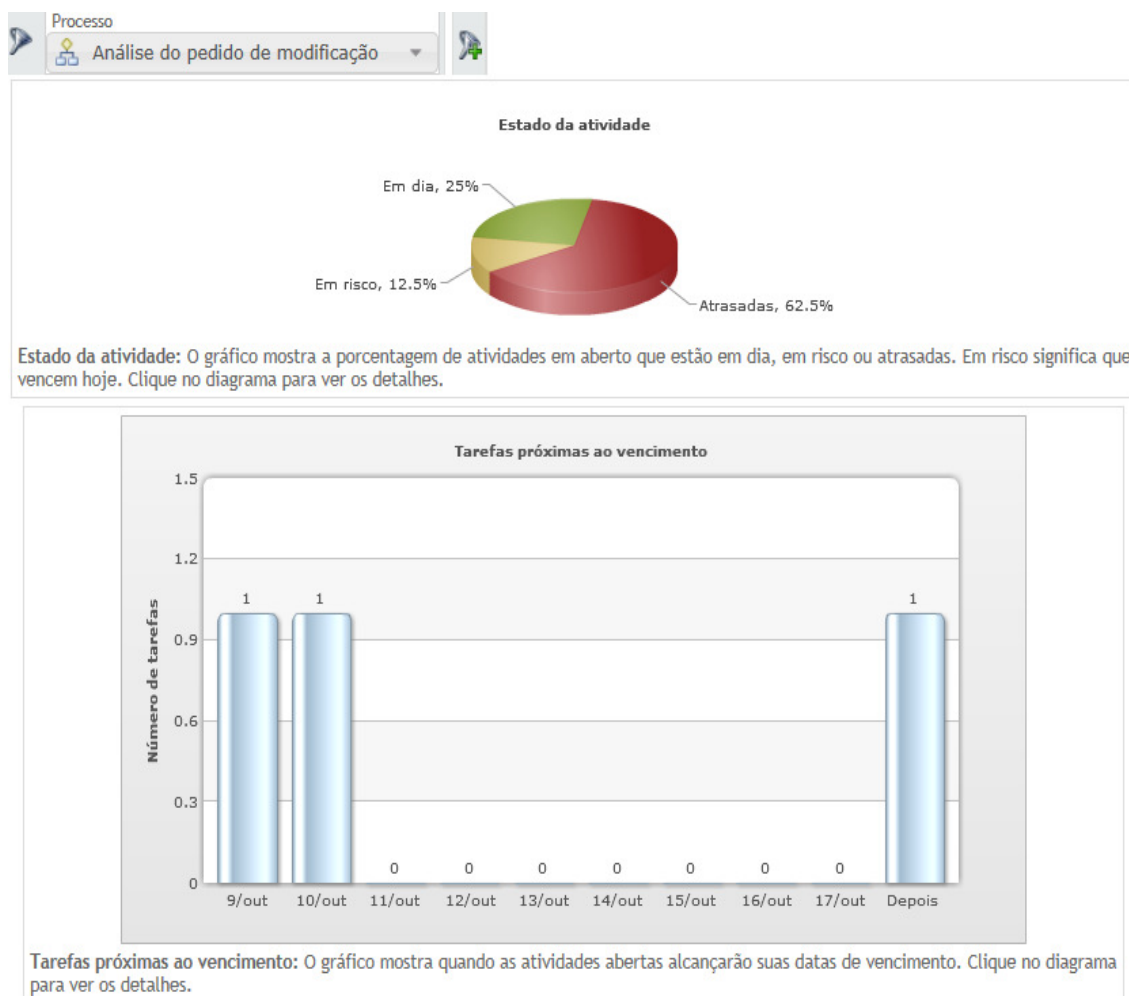 Processo
Análise do pedido de modificação
Estado da atividade
Em dia, 25%
Em risco, 12.5%
Atrasadas, 62.5%
Estado da atividade: O gráfico mostra a porcentagem de atividades em aberto que estão em dia, em risco ou atrasadas. Em risco significa que
vencem hoje. Clique no diagrama para ver os detalhes.
Tarefas próximas ao vencimento
Número de tarefas
1.5
1.2
0.9
0.6
0.3
0
1 1 0 0 0 0 0 0 0 1
9/out 10/out 11/out 12/out 13/out 14/out 15/out 16/out 17/out Depois
Tarefas próximas ao vencimento: O gráfico mostra quando as atividades abertas alcançarão suas datas de vencimento. Clique no diagrama
para ver os detalhes.